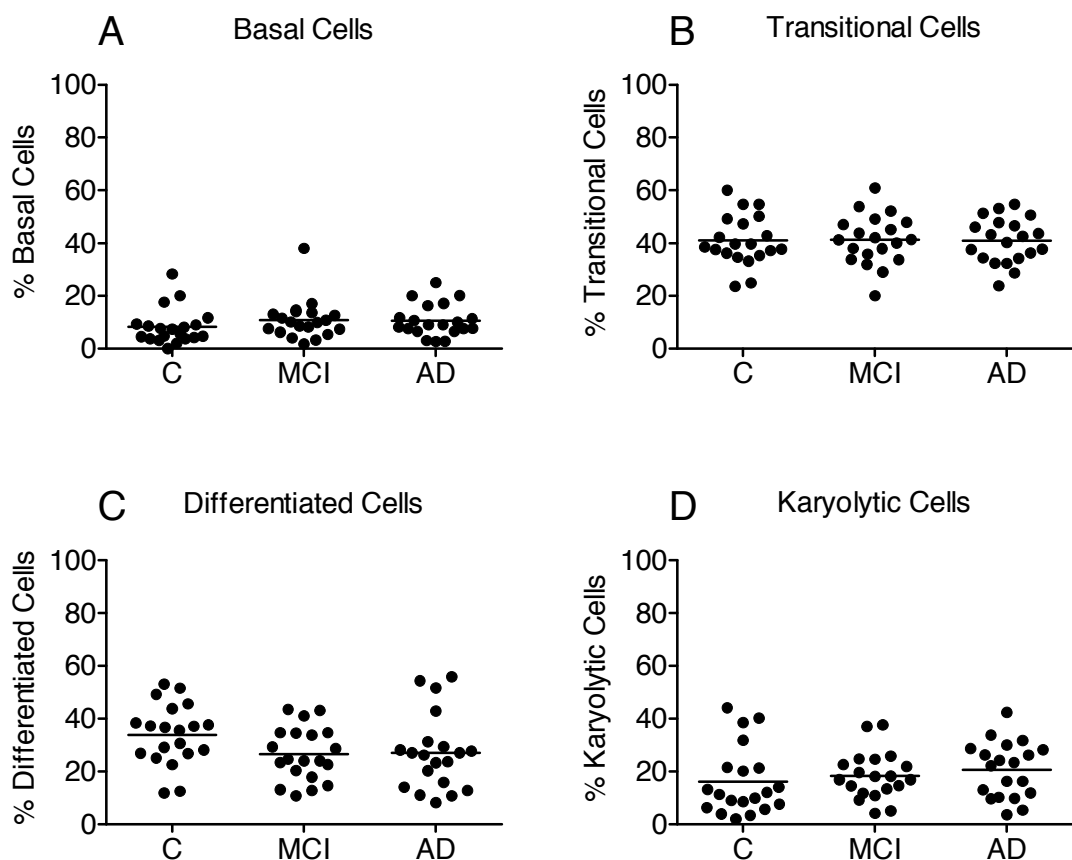 A Basal Cells
% Basal Cells
100
80
60
40
20
0
C MCI AD
B Transitional Cells
% Transitional Cells
100
80
60
40
20
0
C MCI AD
C Differentiated Cells
% Differentiated Cells
100
80
60
40
20
0
C MCI AD
D Karyolytic Cells
% Karyolytic Cells
100
80
60
40
20
0
C MCI AD